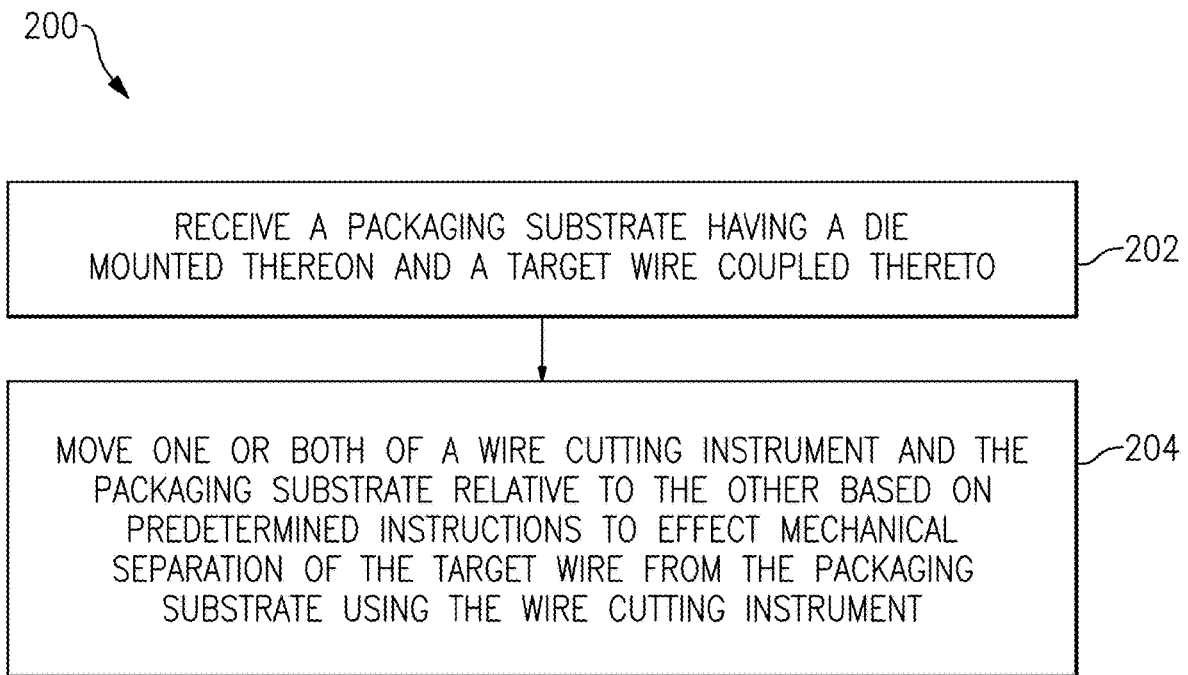 200
RECEIVE A PACKAGING SUBSTRATE HAVING A DIE
MOUNTED THEREON AND A TARGET WIRE COUPLED THERETO
202
MOVE ONE OR BOTH OF A WIRE CUTTING INSTRUMENT AND THE
PACKAGING SUBSTRATE RELATIVE TO THE OTHER BASED ON
PREDETERMINED INSTRUCTIONS TO EFFECT MECHANICAL
SEPARATION OF THE TARGET WIRE FROM THE PACKAGING
SUBSTRATE USING THE WIRE CUTTING INSTRUMENT
204